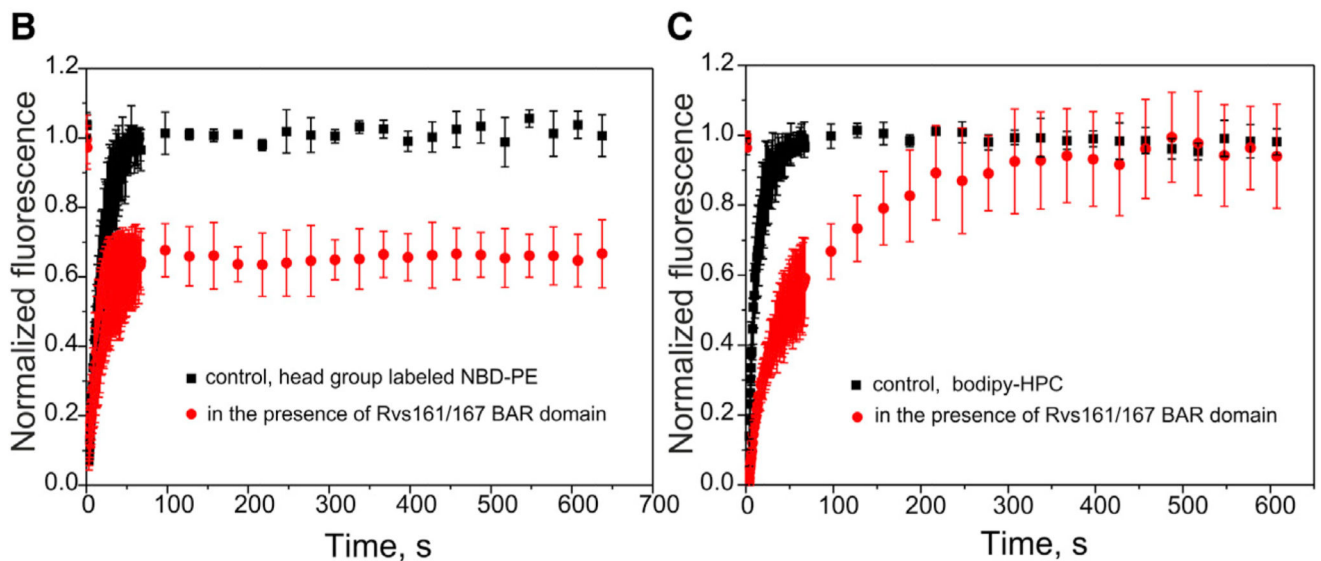 B
1.2
1.0
0.8
0.6
0.4
0.2
0.0
Normalized fluorescence
control, head group labeled NBD-PE
in the presence of Rvs161/167 BAR domain
0 100 200 300 400 500 600 700
Time, s
C
1.2
1.0
0.8
0.6
0.4
0.2
0.0
Normalized fluorescence
control, bodipy-HPC
in the presence of Rvs161/167 BAR domain
0 100 200 300 400 500 600
Time, s